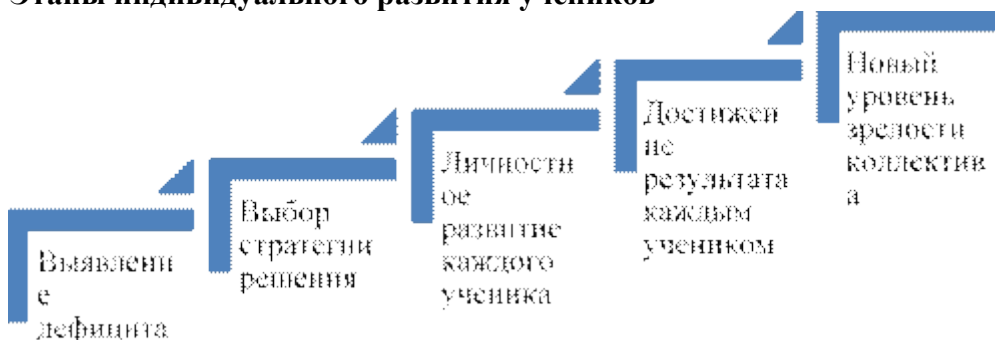 Этапы индивидуального развития учеников
Выявлени
е
дефицита
Выбор
стратегии
решения
Личностн
ое
развитие
каждого
ученика
Достижен
ие
результата
каждым
учеником
Новый
уровень
зрелости
коллектив
а